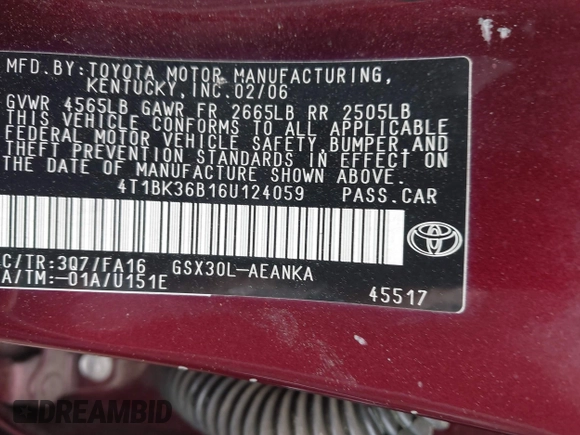 MFD. BY: TOYOTA MOTOR MANUFACTURING,
KENTUCKY, INC. 02/06
GVWR 4565LB GAWR FR 2665LB RR 2505LB
THIS VEHICLE CONFORMS TO ALL APPLICABLE
FEDERAL MOTOR VEHICLE SAFETY, BUMPER, AND
THEFT PREVENTION STANDARDS IN EFFECT ON
THE DATE OF MANUFACTURE SHOWN ABOVE.
4T1BK36B16U124059 PASS. CAR
C/TR: 3Q7/FA16 GSX30L-AEANKA
A/TM: -01A/U151E
45517
DREAMBID